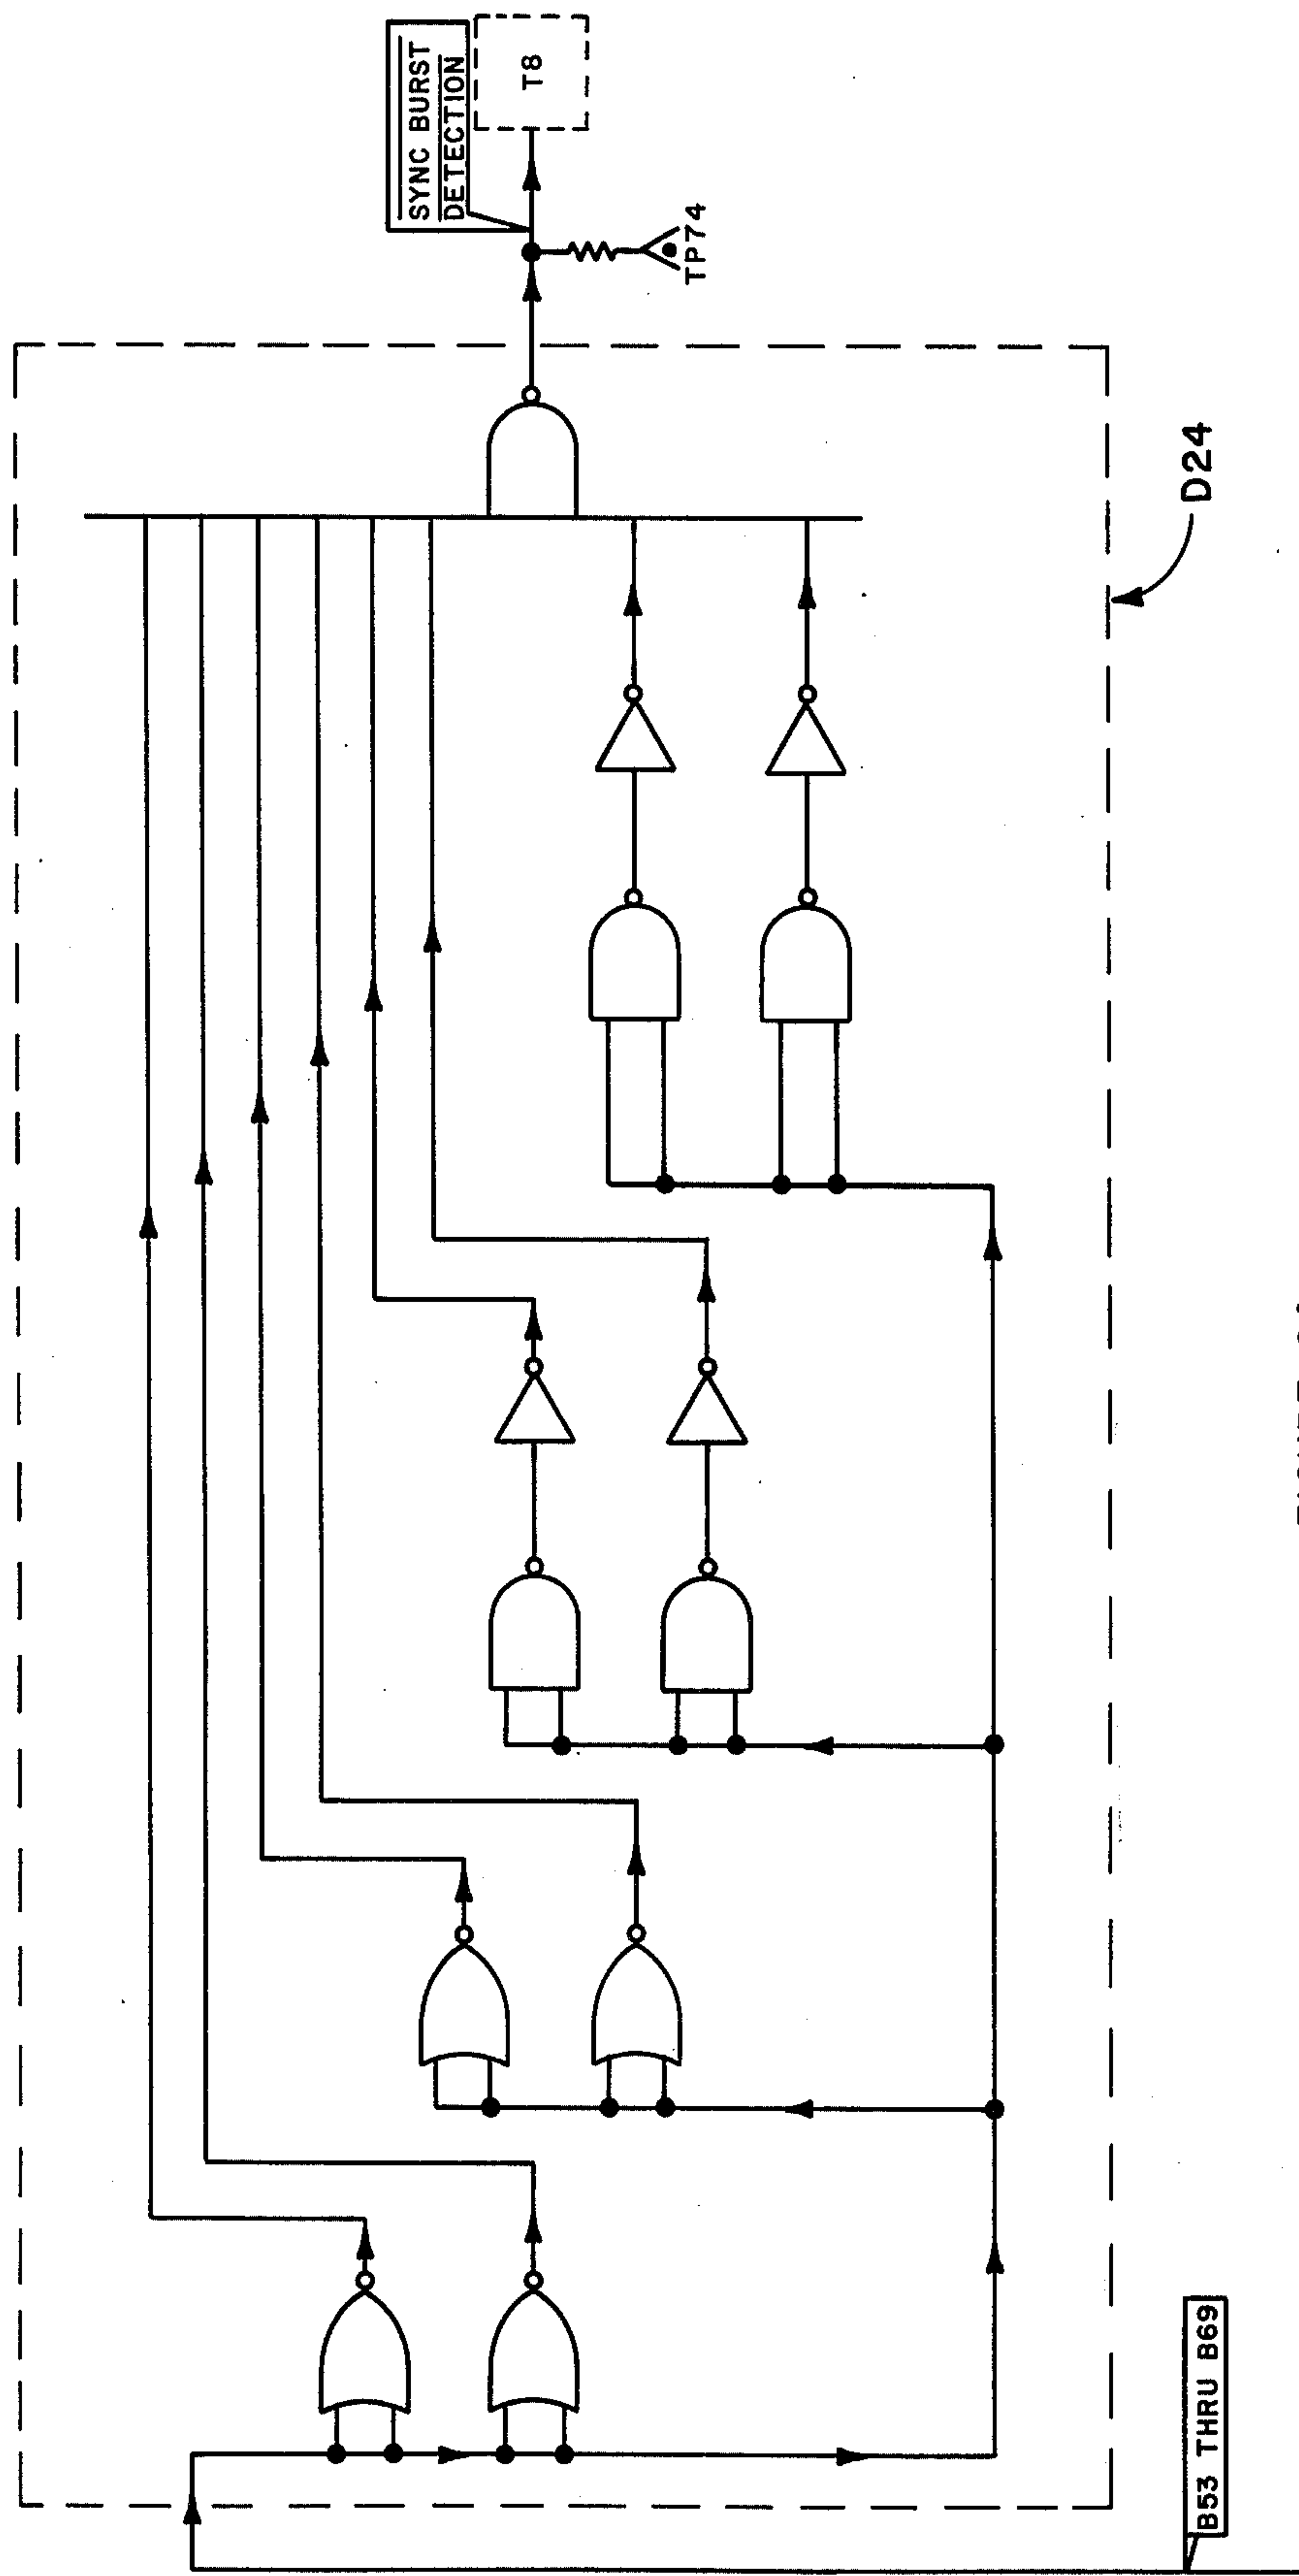 SYNC BURST
DETECTION
T8
TP74
D24
B53 THRU B69